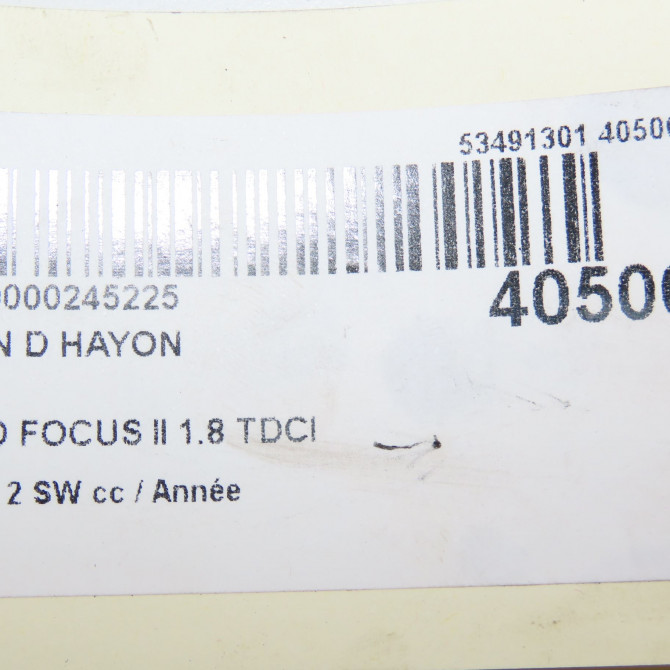 53491301 40500
0000245225
40500
N D HAYON
FOCUS II 1.8 TDCI
2 SW cc / Année